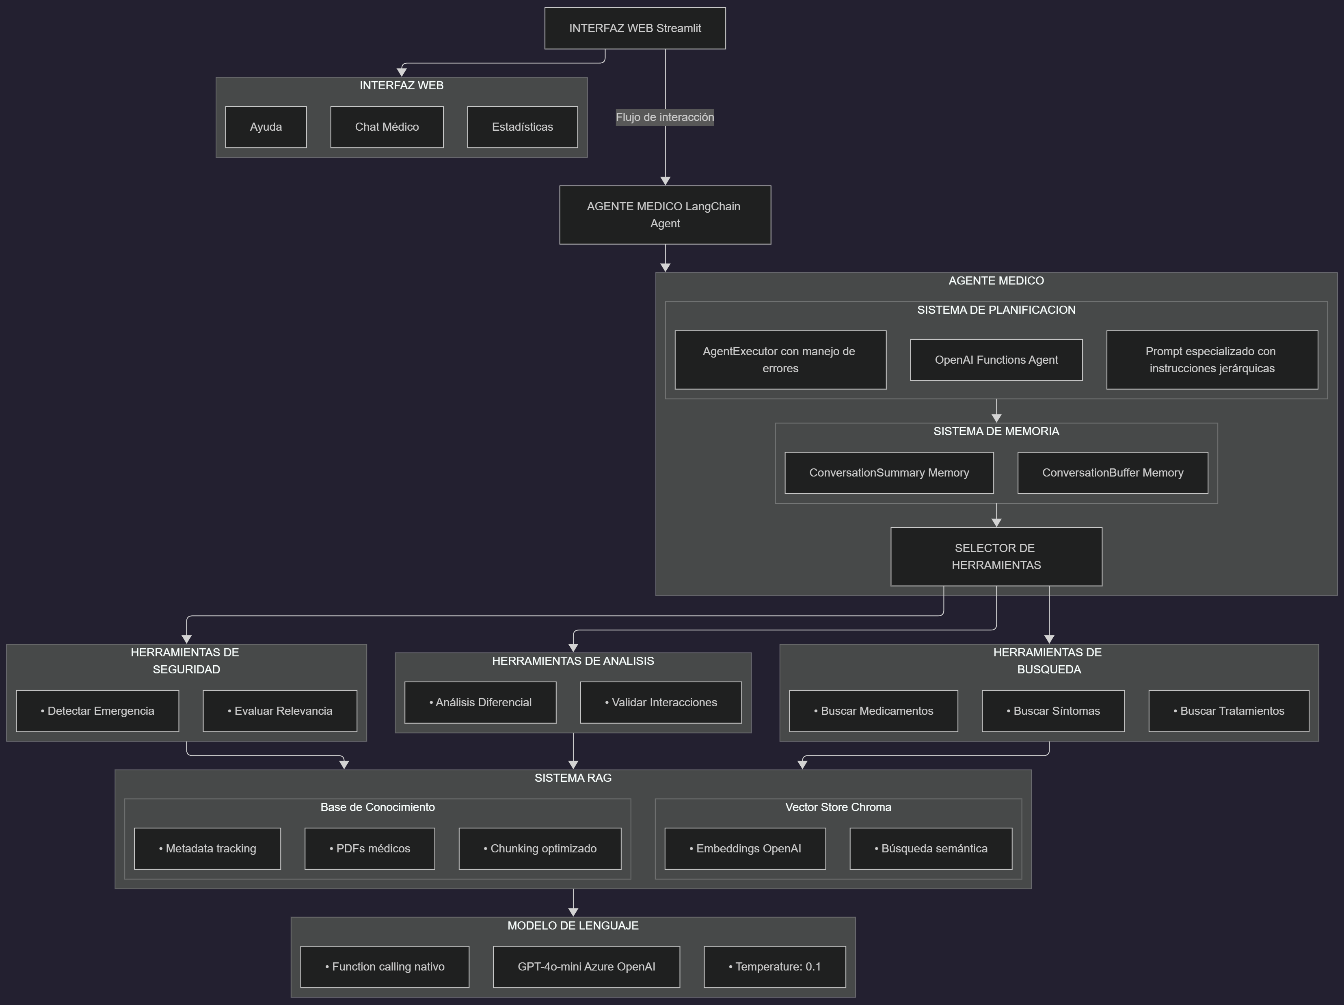 INTERFAZ WEB Streamlit
INTERFAZ WEB
Ayuda
Chat Médico
Estadísticas
Flujo de interacción
AGENTE MEDICO LangChain
Agent
AGENTE MEDICO
SISTEMA DE PLANIFICACION
AgentExecutor con manejo de
errores
OpenAI Functions Agent
Prompt especializado con
instrucciones jerárquicas
SISTEMA DE MEMORIA
ConversationSummary Memory
ConversationBuffer Memory
SELECTOR DE
HERRAMIENTAS
HERRAMIENTAS DE
SEGURIDAD
• Detectar Emergencia
• Evaluar Relevancia
HERRAMIENTAS DE ANALISIS
• Análisis Diferencial
• Validar Interacciones
HERRAMIENTAS DE
BUSQUEDA
• Buscar Medicamentos
• Buscar Síntomas
• Buscar Tratamientos
SISTEMA RAG
Base de Conocimiento
• Metadata tracking
• PDFs médicos
• Chunking optimizado
Vector Store Chroma
• Embeddings OpenAI
• Búsqueda semántica
MODELO DE LENGUAJE
• Function calling nativo
GPT-4o-mini Azure OpenAI
• Temperature: 0.1